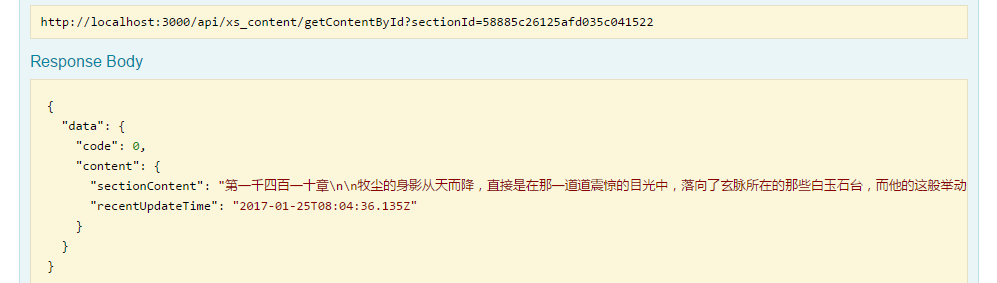 http://localhost:3000/api/xs_content/getContentById?sectionId=58885c26125afd035c041522
Response Body
{
"data": {
"code": 0,
"content": {
"sectionContent": "第一千四百一十章\n\n牧尘的身影从天而降，直接是在那一道道震惊的目光中，落向了玄脉所在的那些白玉石台，而他的这般举动
"recentUpdateTime": "2017-01-25T08:04:36.135Z"
}
}
}